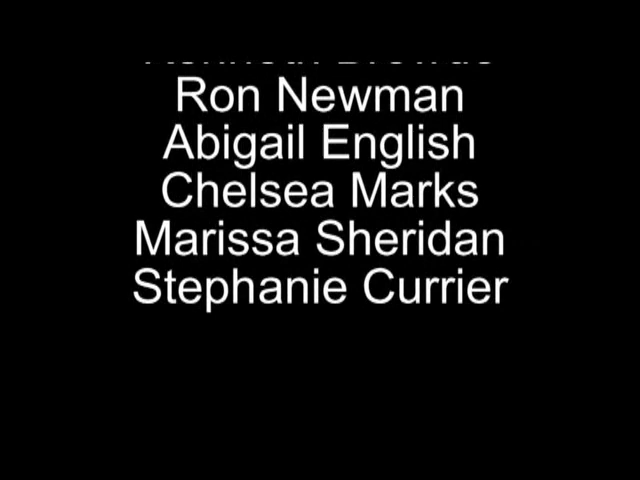 Ron Newman
Abigail English
Chelsea Marks
Marissa Sheridan
Stephanie Currier